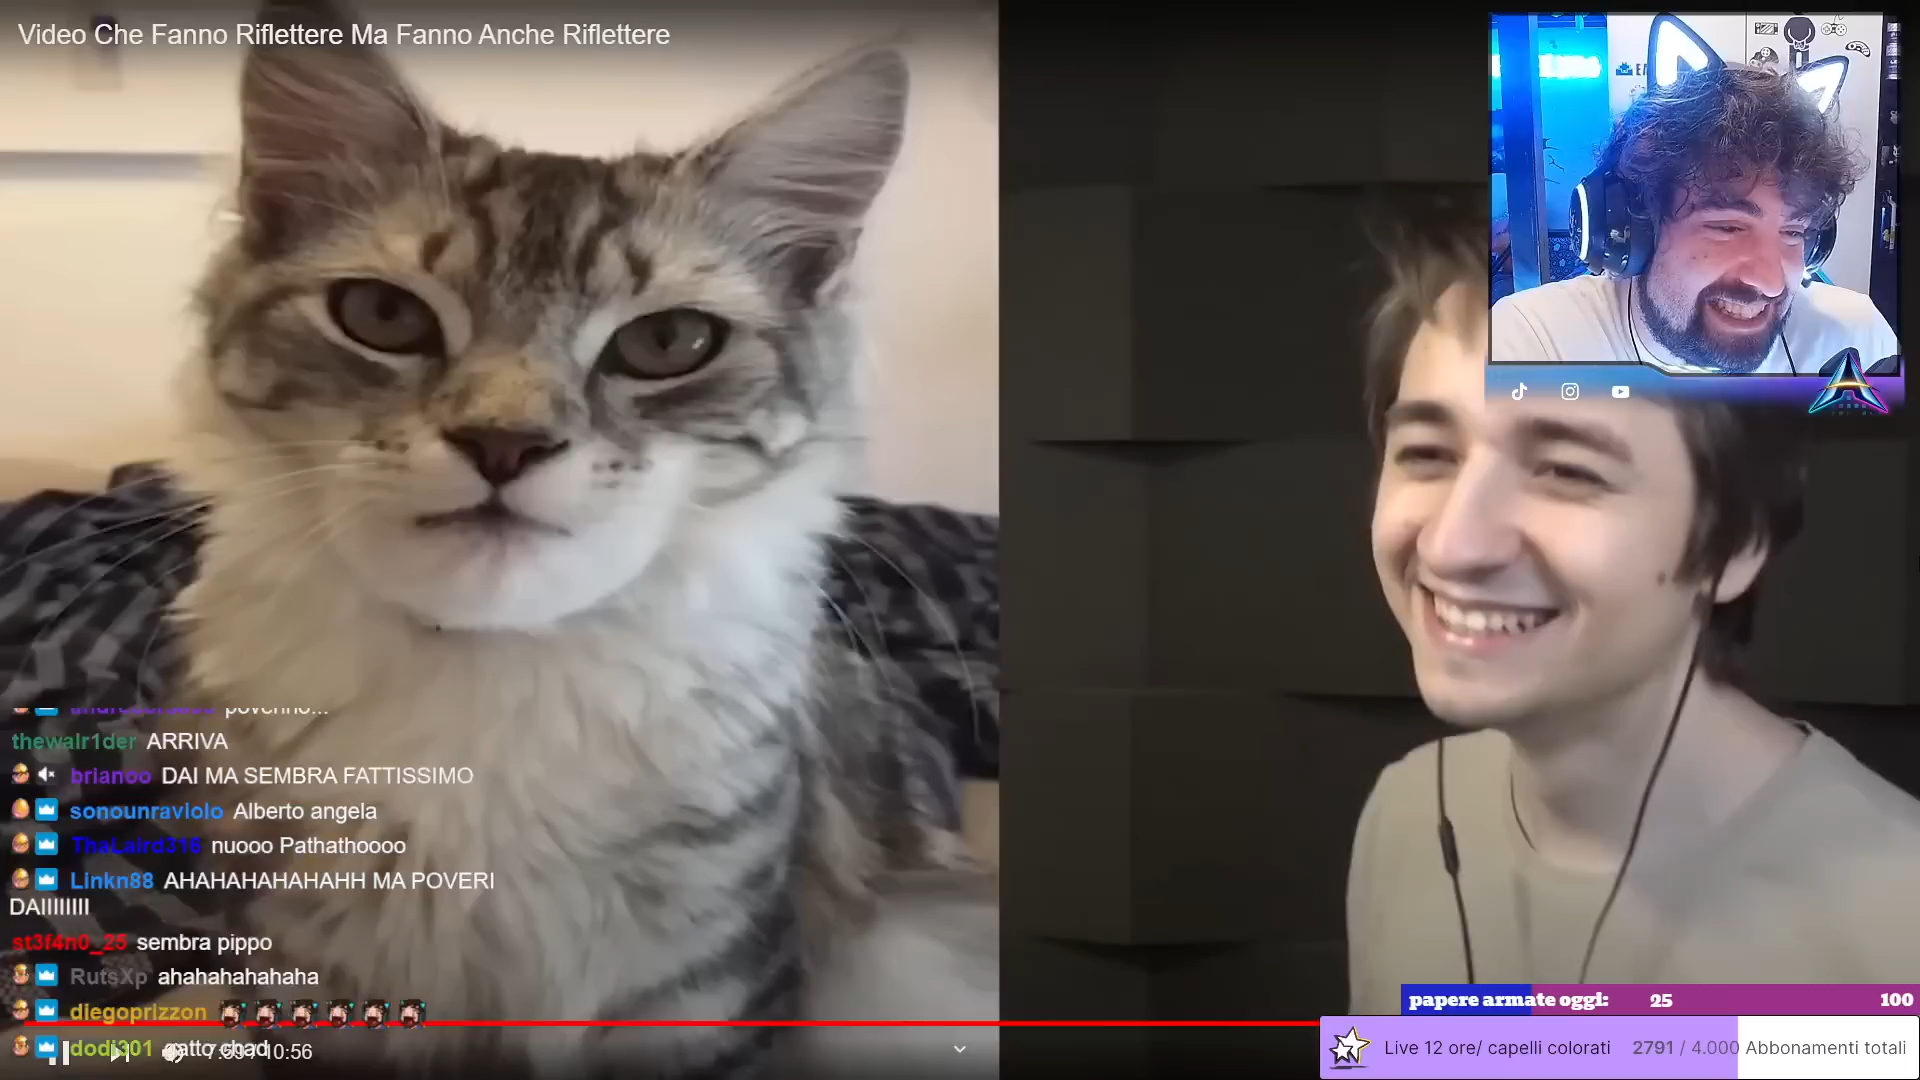 Video Che Fanno Riflettere Ma Fanno Anche Riflettere
thewalr1der ARRIVA
brianoo DAI MA SEMBRA FATTISSIMO
sonounraviolo Alberto angela
ThaLaird316 nuooo Pathathoooo
Linkn88 AHAHAHAHAHAHH MA POVERI
DAIIIIIIII
st3f4n0_25 sembra pippo
RutsXp ahahahahahaha
diegoprizzon
dodi301 gatto chad
7:59 / 10:56
papere armate oggi: 25 100
Live 12 ore/ capelli colorati 2791 / 4.000 Abbonamenti totali